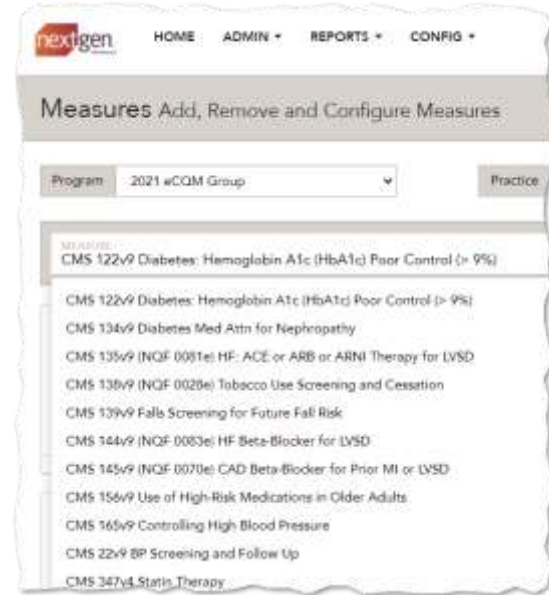 nextgen
HOME ADMIN REPORTS CONFIG
Measures Add, Remove and Configure Measures
Program 2021 eCQM Group Practice
MEASURE
CMS 122v9 Diabetes: Hemoglobin A1c (HbA1c) Poor Control (> 9%)
CMS 122v9 Diabetes: Hemoglobin A1c (HbA1c) Poor Control (> 9%)
CMS 134v9 Diabetes Med Attn for Nephropathy
CMS 135v9 (NQF 0081e) HF: ACE or ARB or ARNI Therapy for LVSD
CMS 138v9 (NQF 0028e) Tobacco Use Screening and Cessation
CMS 139v9 Falls Screening for Future Fall Risk
CMS 144v9 (NQF 0083e) HF Beta-Blocker for LVSD
CMS 145v9 (NQF 0070e) CAD Beta-Blocker for Prior MI or LVSD
CMS 156v9 Use of High-Risk Medications in Older Adults
CMS 165v9 Controlling High Blood Pressure
CMS 22v9 BP Screening and Follow Up
CMS 347v4 Statin Therapy